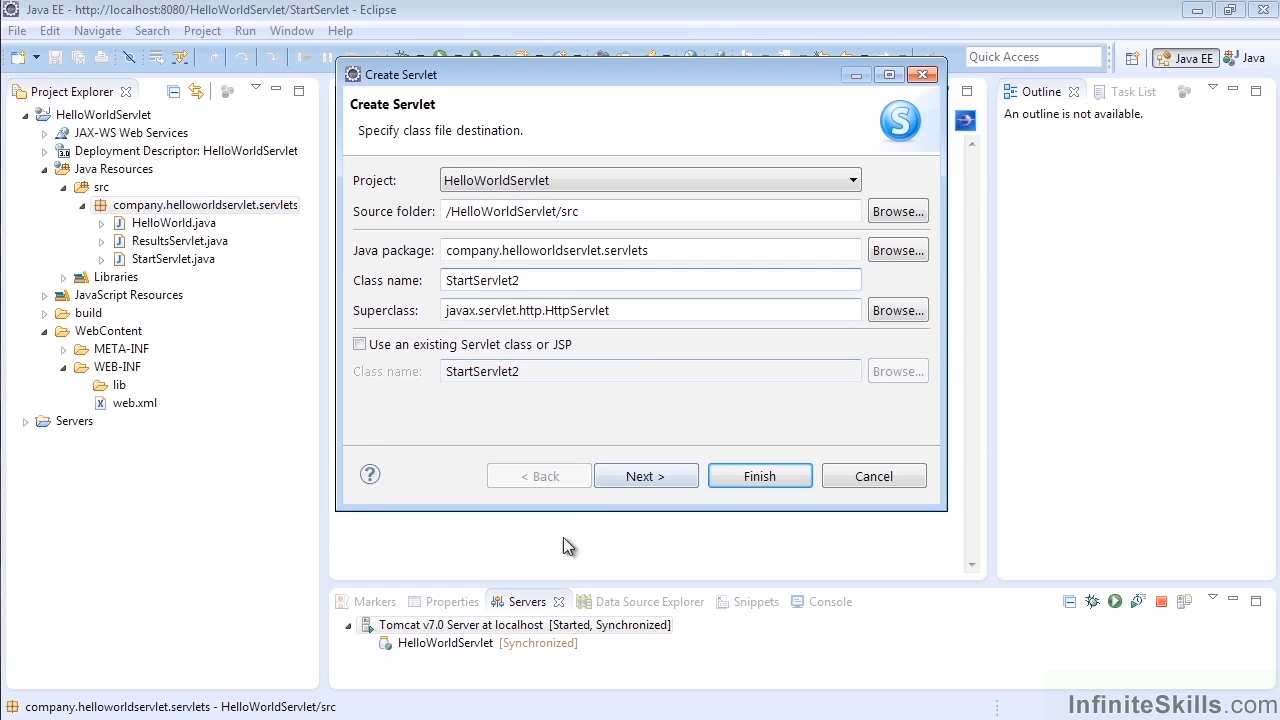 Java EE - http://localhost:8080/HelloWorldServlet/StartServlet - Eclipse
File Edit Navigate Search Project Run Window Help
Quick Access
Java EE
Java
Project Explorer
HelloWorldServlet
JAX-WS Web Services
Deployment Descriptor: HelloWorldServlet
Java Resources
src
company.helloworldservlet.servlets
HelloWorld.java
ResultsServlet.java
StartServlet.java
Libraries
JavaScript Resources
build
WebContent
META-INF
WEB-INF
lib
web.xml
Servers
Create Servlet
Create Servlet
Specify class file destination.
S
Project: HelloWorldServlet
Source folder: /HelloWorldServlet/src Browse...
Java package: company.helloworldservlet.servlets Browse...
Class name: StartServlet2
Superclass: javax.servlet.http.HttpServlet Browse...
Use an existing Servlet class or JSP
Class name: StartServlet2 Browse...
? < Back Next > Finish Cancel
Outline Task List
An outline is not available.
Markers Properties Servers Data Source Explorer Snippets Console
Tomcat v7.0 Server at localhost [Started, Synchronized]
HelloWorldServlet [Synchronized]
company.helloworldservlet.servlets - HelloWorldServlet/src
InfiniteSkills.com